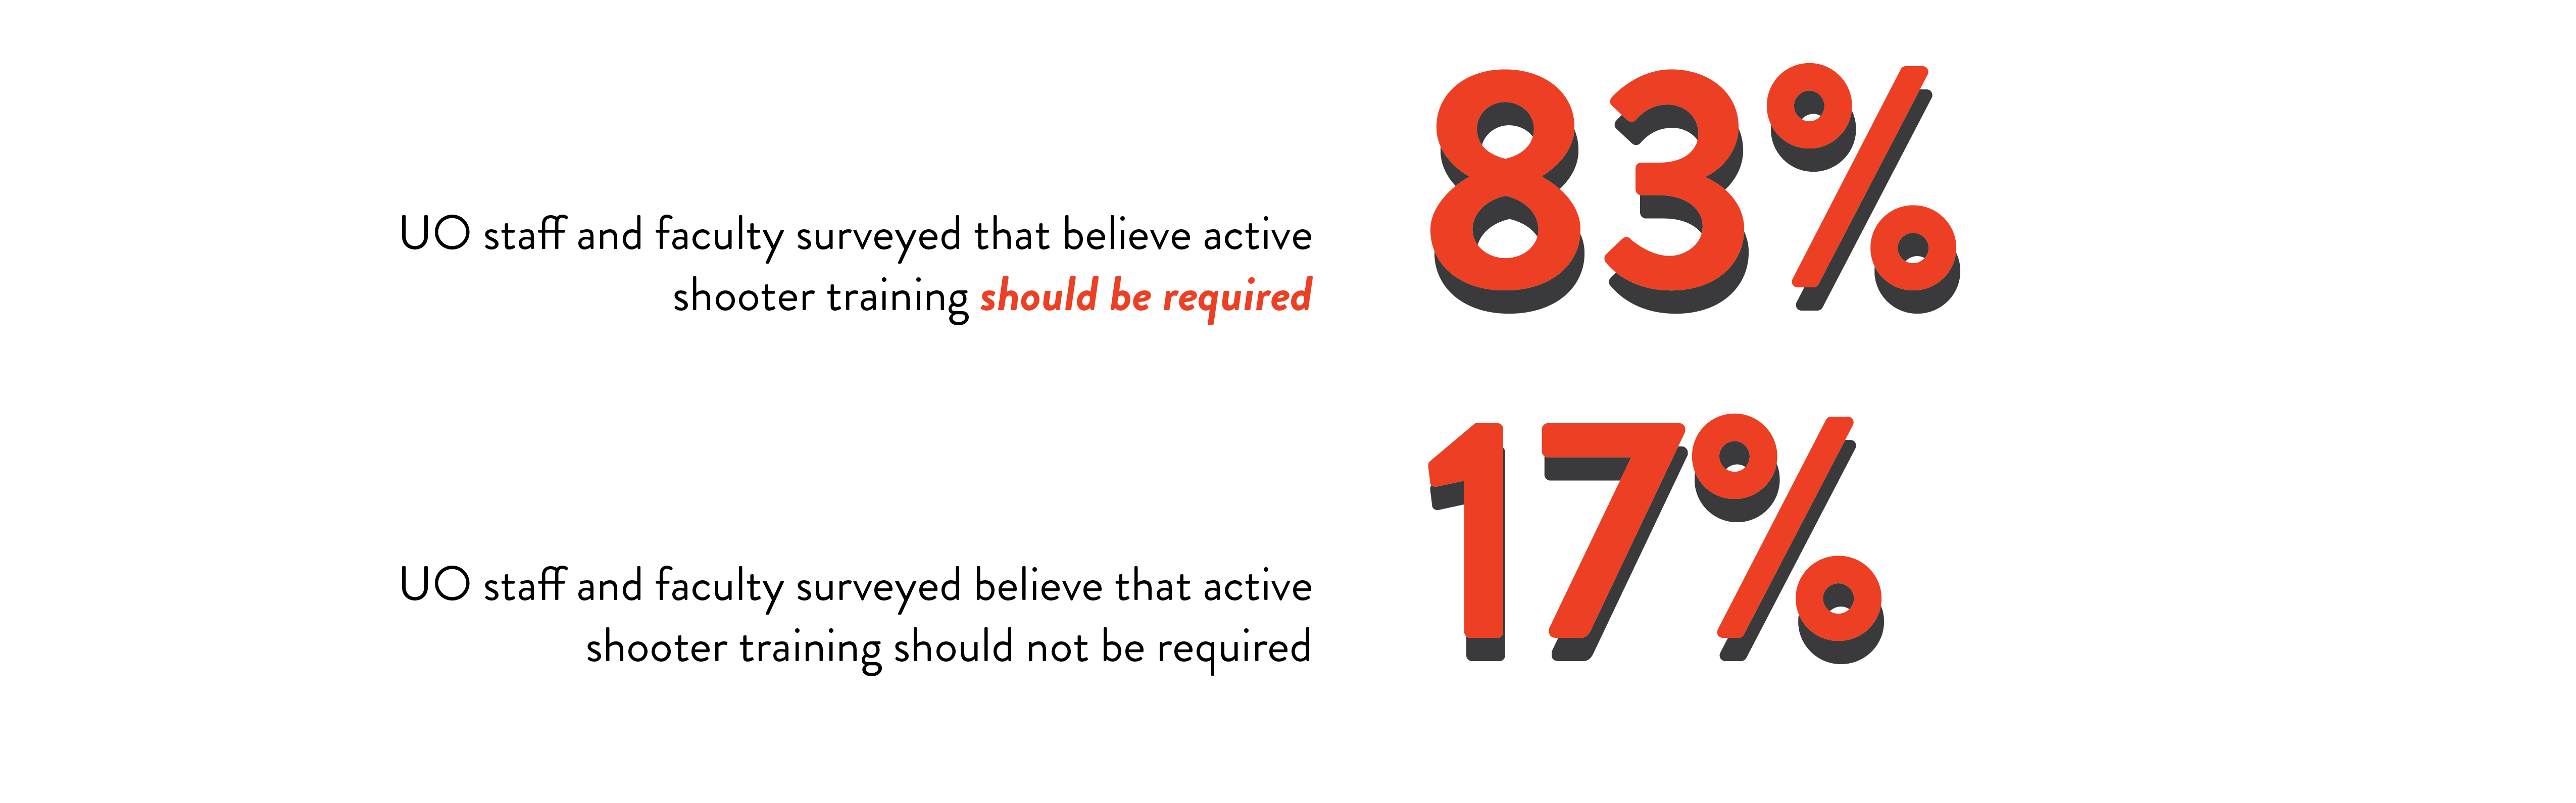 83%
UO staff and faculty surveyed that believe active
shooter training should be required
17%
UO staff and faculty surveyed believe that active
shooter training should not be required